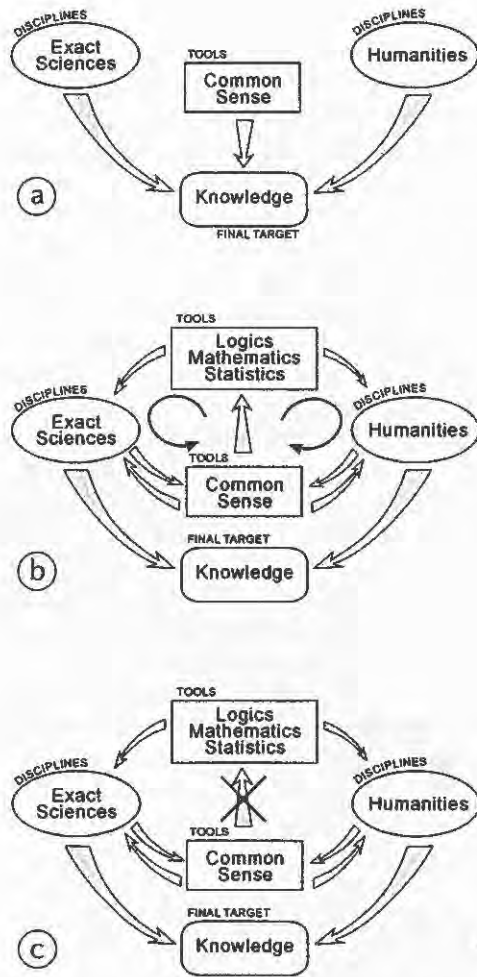 DISCIPLINES
Exact
Sciences
TOOLS
Common
Sense
DISCIPLINES
Humanities
Knowledge
FINAL TARGET
a
TOOLS
Logics
Mathematics
Statistics
DISCIPLINES
Exact
Sciences
DISCIPLINES
Humanities
TOOLS
Common
Sense
FINAL TARGET
Knowledge
b
TOOLS
Logics
Mathematics
Statistics
DISCIPLINES
Exact
Sciences
DISCIPLINES
Humanities
TOOLS
Common
Sense
FINAL TARGET
Knowledge
c